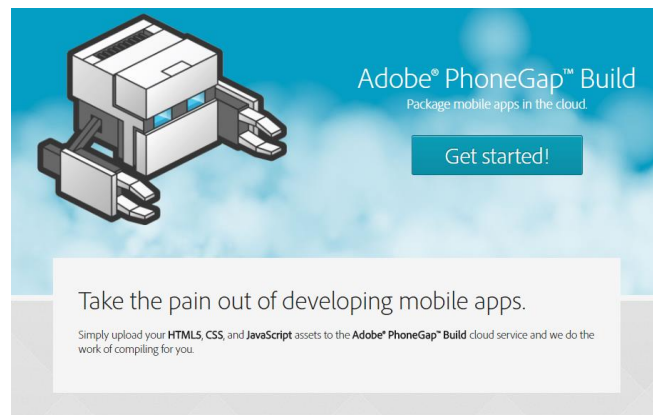 Adobe® PhoneGap™ Build
Package mobile apps in the cloud.
Get started!
Take the pain out of developing mobile apps.
Simply upload your HTML5, CSS, and JavaScript assets to the Adobe® PhoneGap™ Build cloud service and we do the
work of compiling for you.